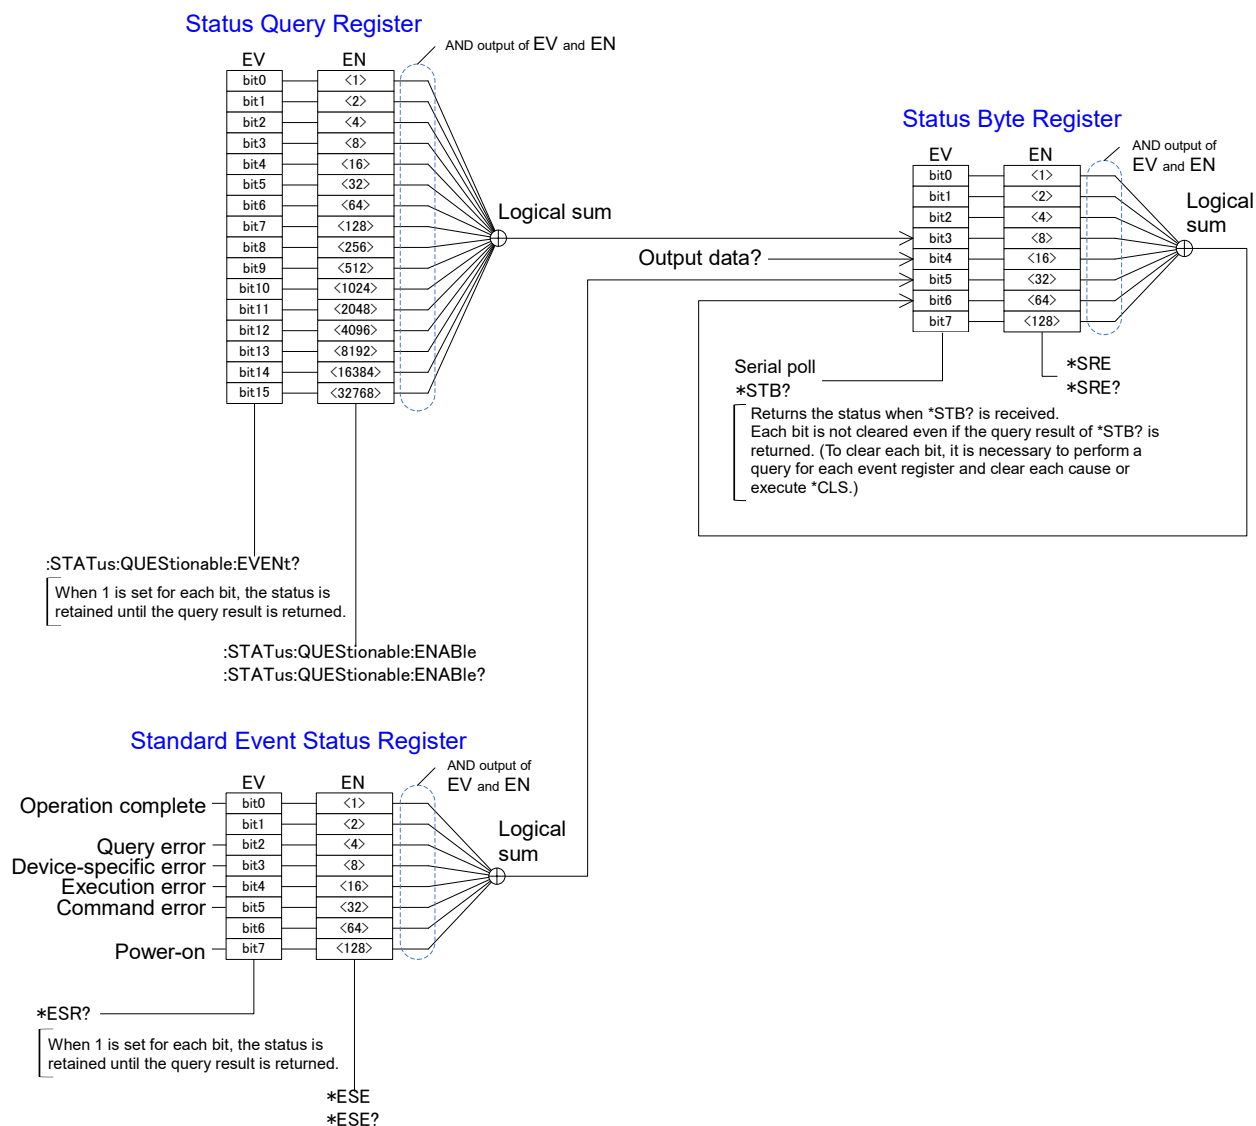 Status Query Register
AND output of EV and EN
EV EN
bit0 <1>
bit1 <2>
bit2 <4>
bit3 <8>
bit4 <16>
bit5 <32>
bit6 <64>
bit7 <128>
bit8 <256>
bit9 <512>
bit10 <1024>
bit11 <2048>
bit12 <4096>
bit13 <8192>
bit14 <16384>
bit15 <32768>
Logical sum
:STATus:QUEStionable:EVENt?
When 1 is set for each bit, the status is
retained until the query result is returned.
:STATus:QUEStionable:ENABle
:STATus:QUEStionable:ENABle?
Output data?
Status Byte Register
AND output of
EV and EN
EV EN
bit0 <1>
bit1 <2>
bit2 <4>
bit3 <8>
bit4 <16>
bit5 <32>
bit6 <64>
bit7 <128>
Logical
sum
Serial poll
*STB?
*SRE
*SRE?
Returns the status when *STB? is received.
Each bit is not cleared even if the query result of *STB? is
returned. (To clear each bit, it is necessary to perform a
query for each event register and clear each cause or
execute *CLS.)
Standard Event Status Register
AND output of
EV and EN
EV EN
Operation complete bit0 <1>
bit1 <2>
Query error bit2 <4>
Device-specific error bit3 <8>
Execution error bit4 <16>
Command error bit5 <32>
bit6 <64>
Power-on bit7 <128>
Logical
sum
*ESR?
When 1 is set for each bit, the status is
retained until the query result is returned.
*ESE
*ESE?